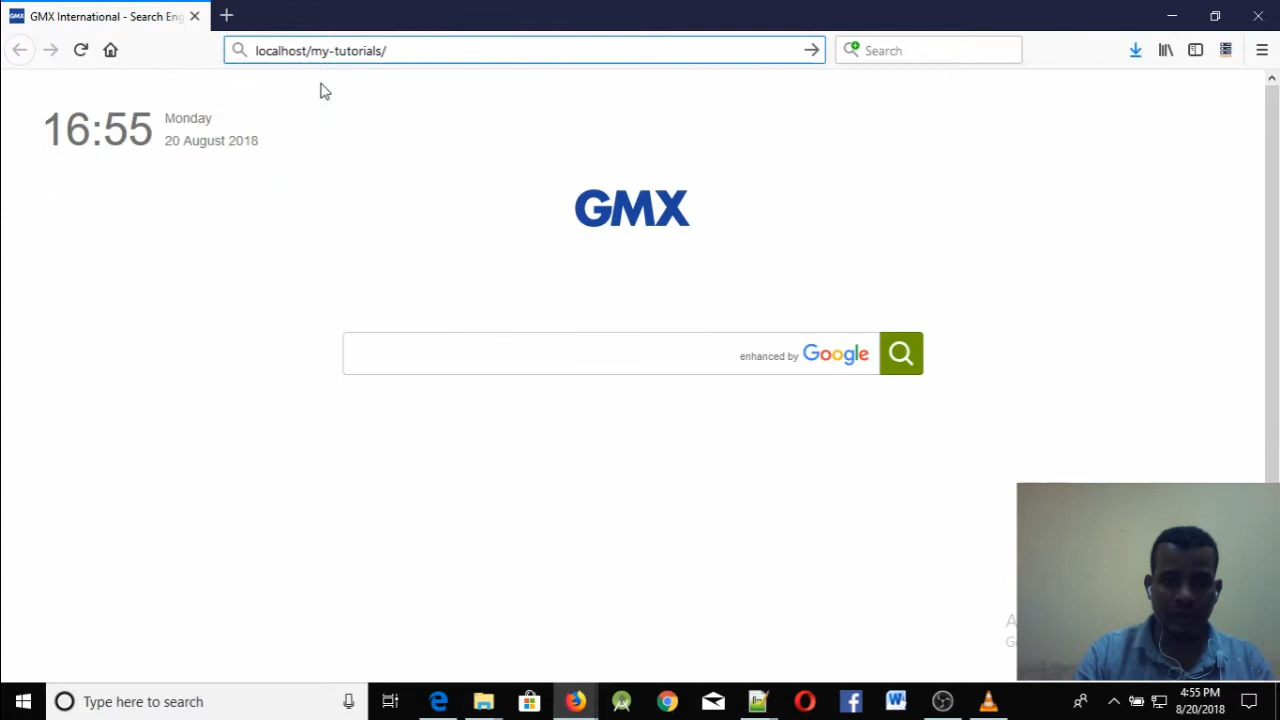 GMX GMX International - Search Eng
localhost/my-tutorials/
Search
16:55
Monday
20 August 2018
GMX
enhanced by Google
Type here to search
4:55 PM
8/20/2018